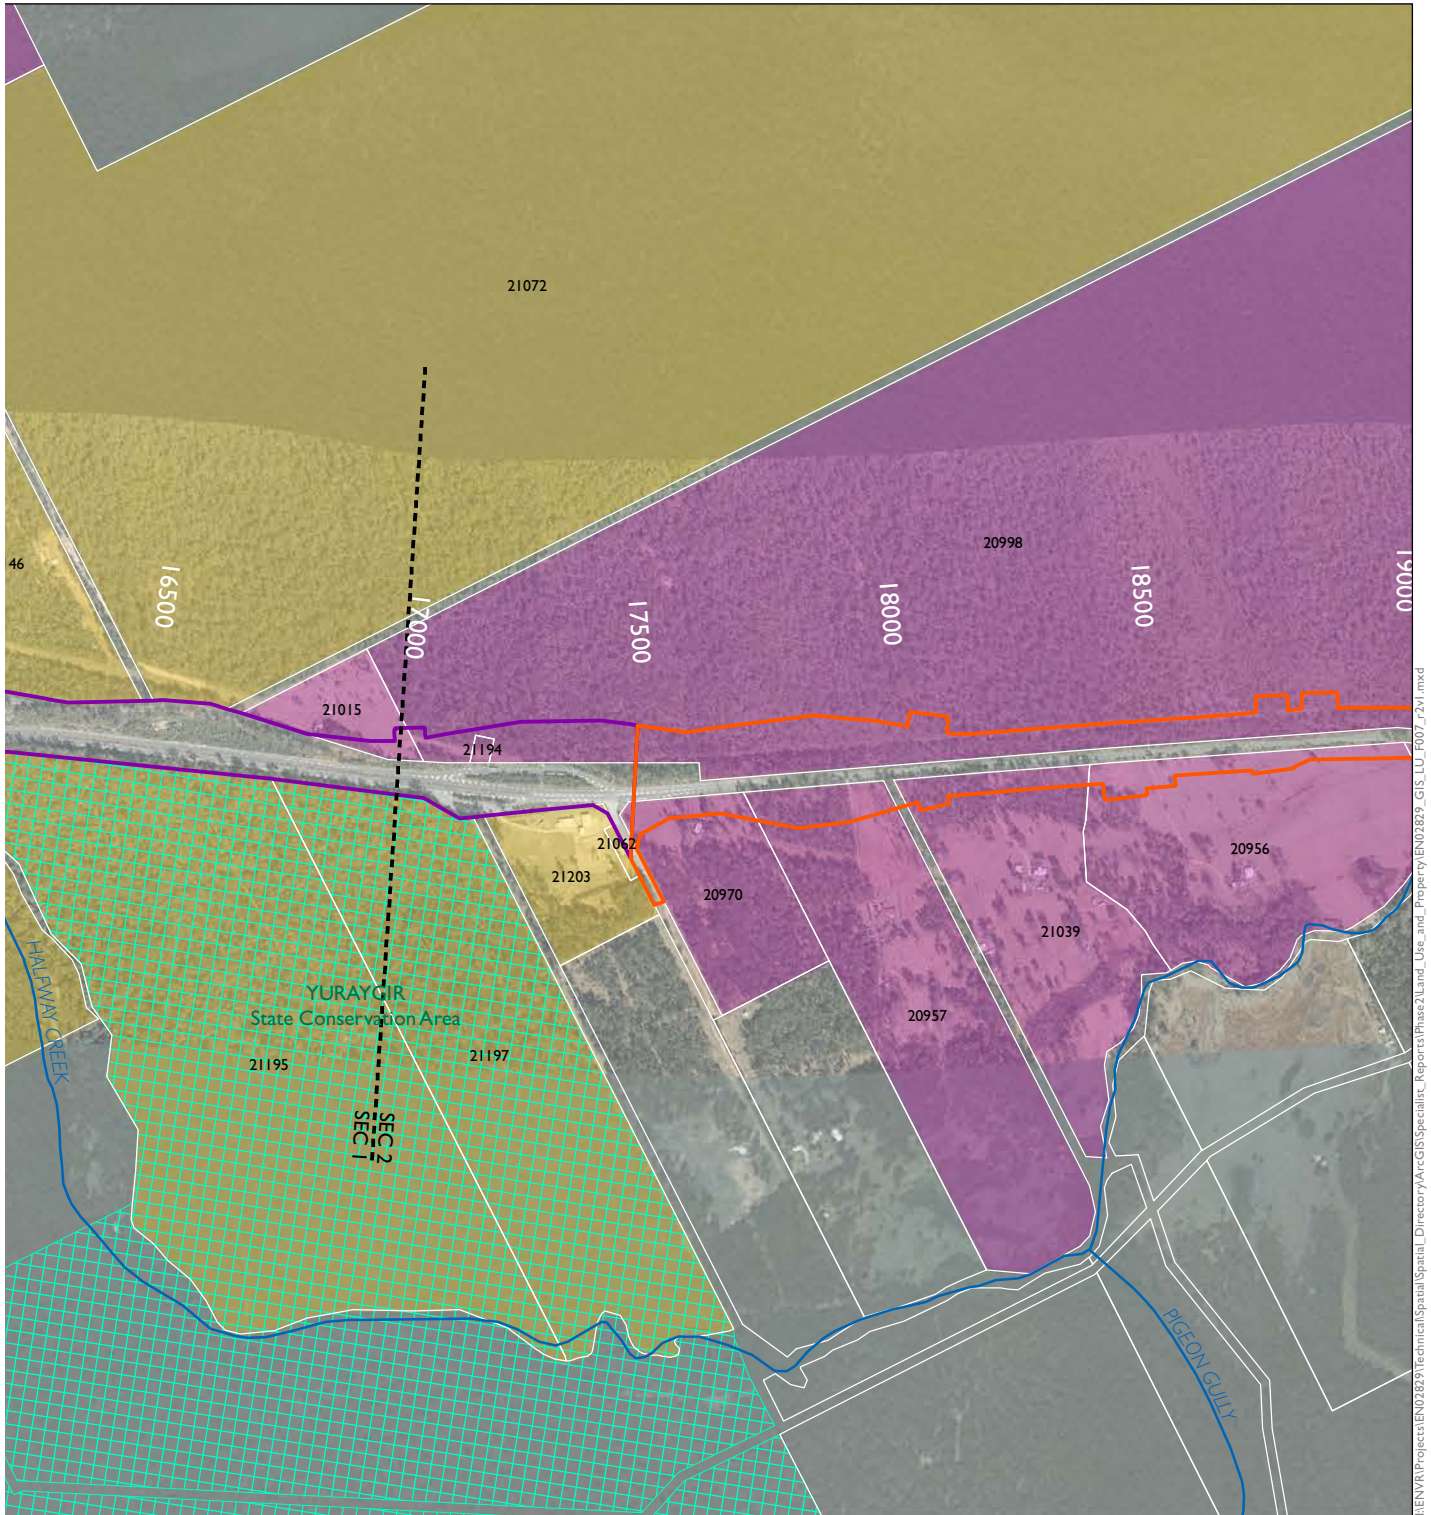 21072
20998
46
16500
17000
17500
18000
18500
19000
21015
21194
21062
21203
20970
20956
21039
20957
HALFWAY CREEK
YURAYGIR
State Conservation Area
21195
21197
SEC 1
SEC 2
PIGEON GULLY
I:\ENVR\Projects\EN02829\Technical\Spatial\Spatial_Directory\ArcGIS\Specialist_Reports\Phase2\Land_Use_and_Property\EN02829_GIS_LU_F007_r2v1.mxd